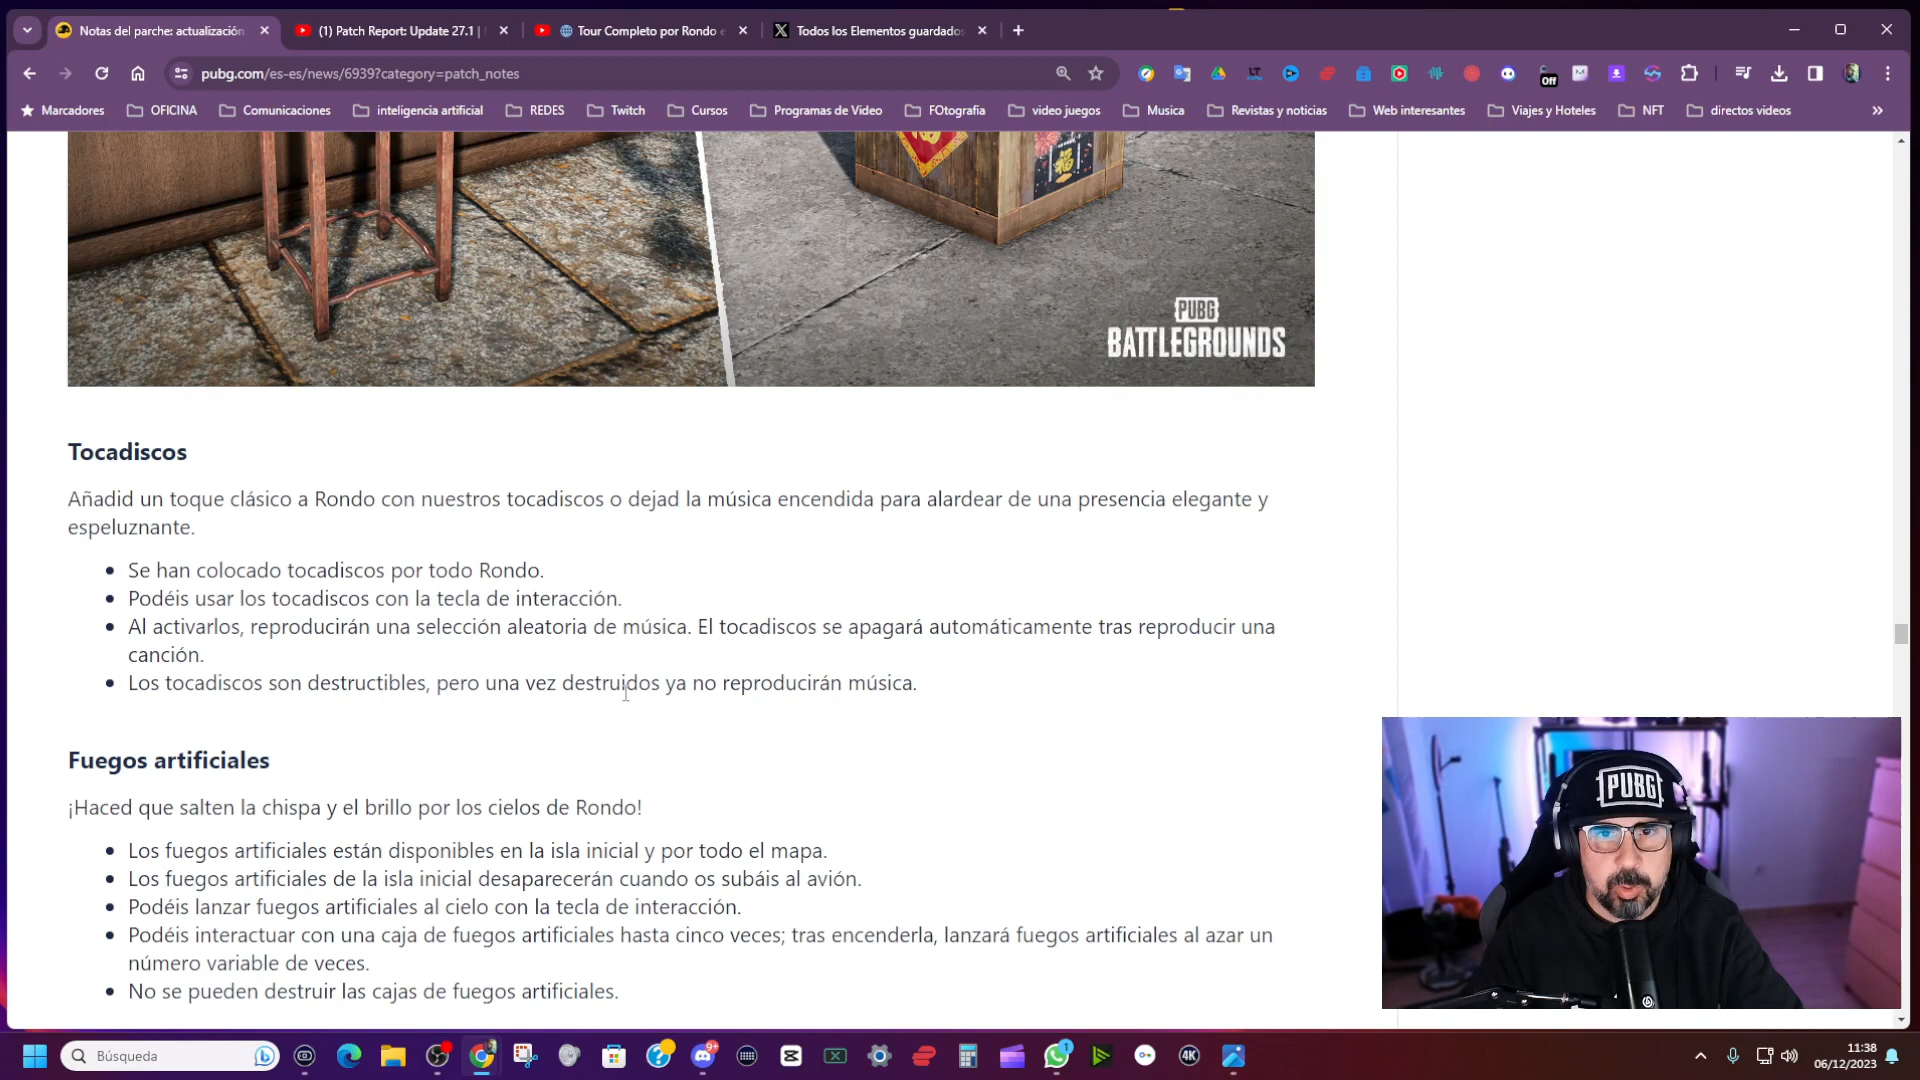 Notas del parche: actualización
(1) Patch Report: Update 27.1 |
Tour Completo por Rondo
Todos los Elementos guardados
pubg.com/es-es/news/6939?category=patch_notes
Off
Marcadores
OFICINA
Comunicaciones
inteligencia artificial
REDES
Twitch
Cursos
Programas de Video
FOtografia
video juegos
Musica
Revistas y noticias
Web interesantes
Viajes y Hoteles
NFT
directos videos
PUBG
BATTLEGROUNDS
Tocadiscos
Añadid un toque clásico a Rondo con nuestros tocadiscos o dejad la música encendida para alardear de una presencia elegante y
espeluznante.
Se han colocado tocadiscos por todo Rondo.
Podéis usar los tocadiscos con la tecla de interacción.
Al activarlos, reproducirán una selección aleatoria de música. El tocadiscos se apagará automáticamente tras reproducir una
canción.
Los tocadiscos son destructibles, pero una vez destruidos ya no reproducirán música.
Fuegos artificiales
¡Haced que salten la chispa y el brillo por los cielos de Rondo!
Los fuegos artificiales están disponibles en la isla inicial y por todo el mapa.
Los fuegos artificiales de la isla inicial desaparecerán cuando os subáis al avión.
Podéis lanzar fuegos artificiales al cielo con la tecla de interacción.
Podéis interactuar con una caja de fuegos artificiales hasta cinco veces; tras encenderla, lanzará fuegos artificiales al azar un
número variable de veces.
No se pueden destruir las cajas de fuegos artificiales.
PUBG
Búsqueda
9+
1
4K
11:38
06/12/2023